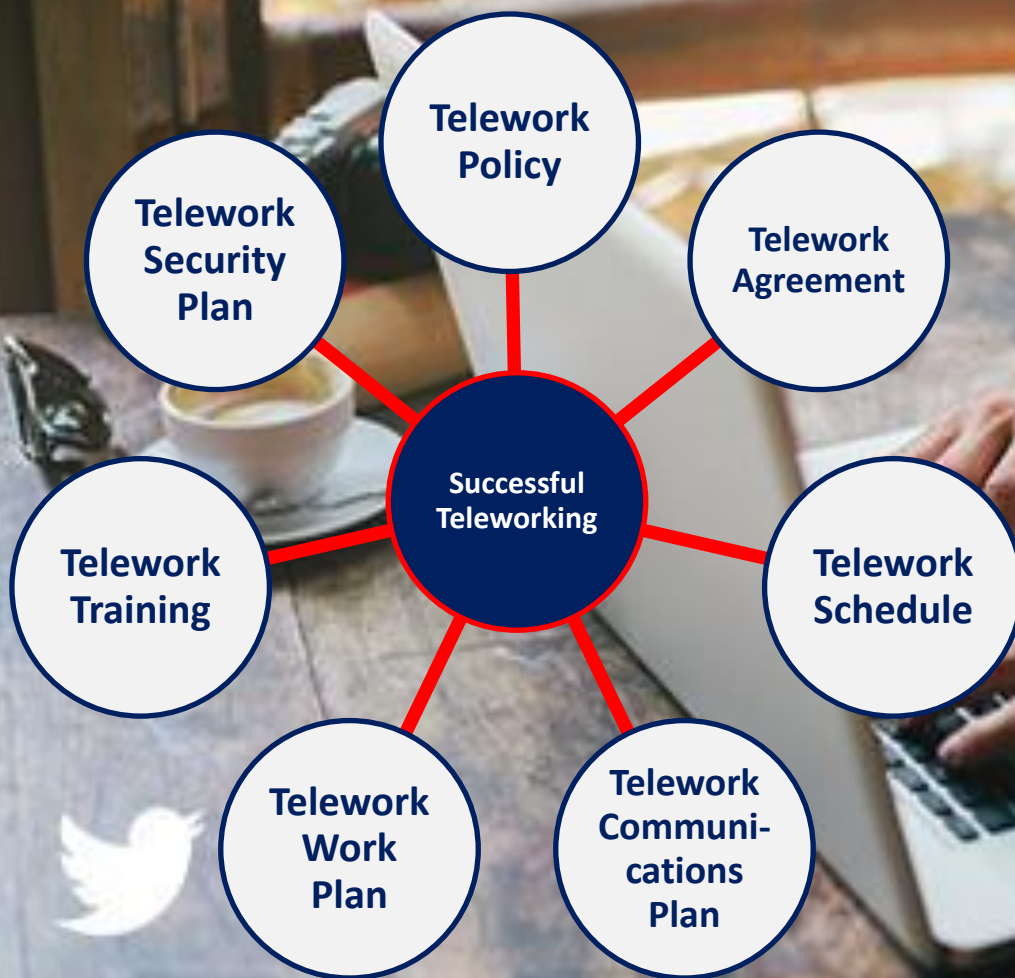 Telework
Policy
Telework
Agreement
Telework
Schedule
Telework
Communi-
cations
Plan
Telework
Work
Plan
Telework
Training
Telework
Security
Plan
Successful
Teleworking